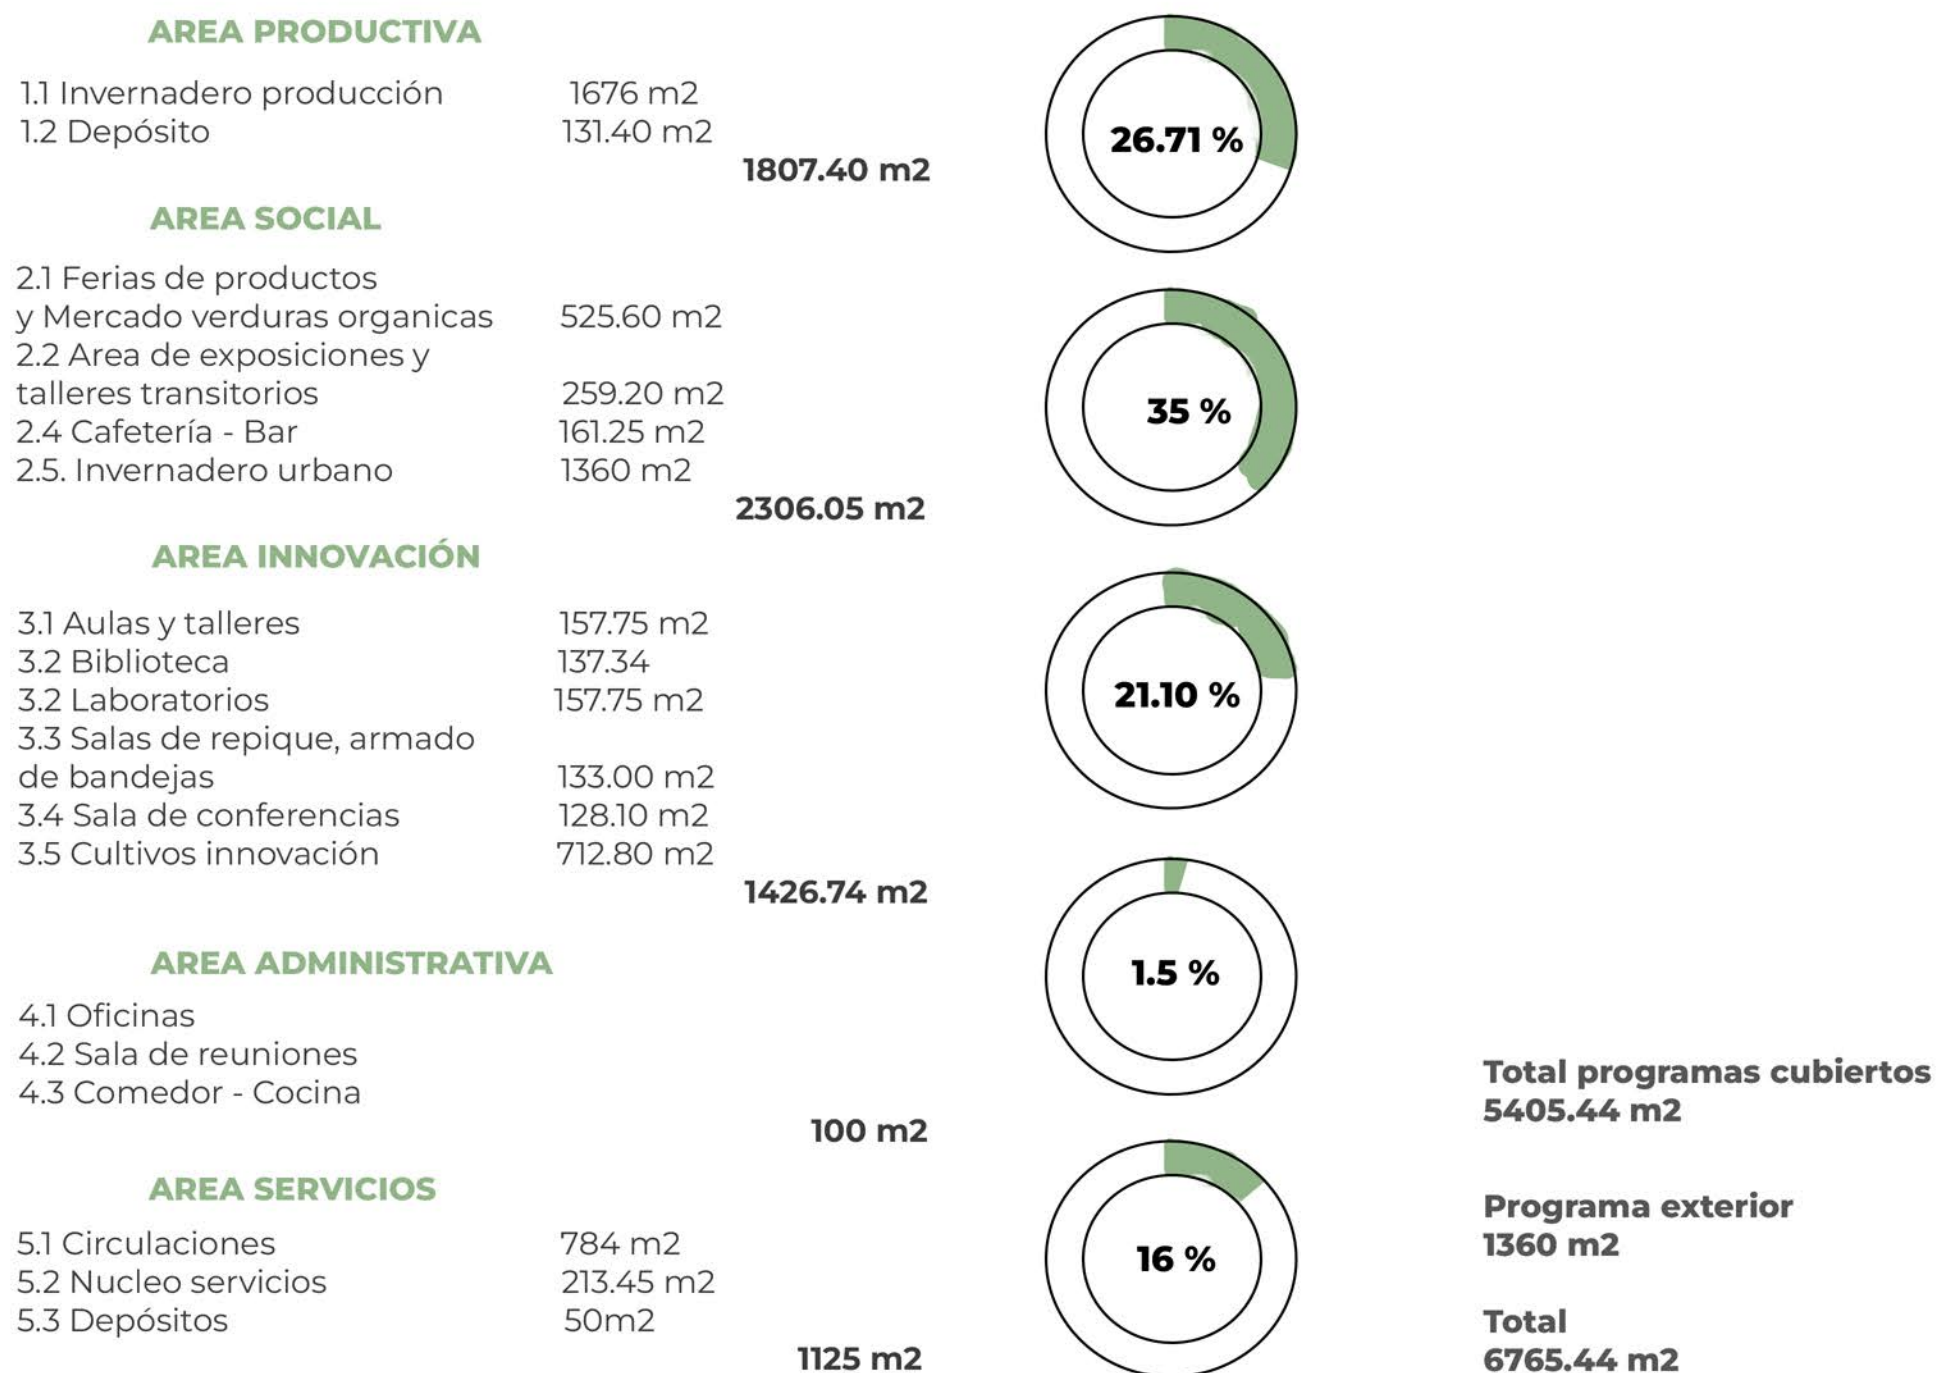 AREA PRODUCTIVA
1.1 Invernadero producción 1676 m2
1.2 Depósito 131.40 m2
1807.40 m2
26.71 %
AREA SOCIAL
2.1 Ferias de productos
y Mercado verduras organicas 525.60 m2
2.2 Area de exposiciones y
talleres transitorios 259.20 m2
2.4 Cafetería - Bar 161.25 m2
2.5. Invernadero urbano 1360 m2
2306.05 m2
35 %
AREA INNOVACIÓN
3.1 Aulas y talleres 157.75 m2
3.2 Biblioteca 137.34
3.2 Laboratorios 157.75 m2
3.3 Salas de repique, armado
de bandejas 133.00 m2
3.4 Sala de conferencias 128.10 m2
3.5 Cultivos innovación 712.80 m2
1426.74 m2
21.10 %
AREA ADMINISTRATIVA
4.1 Oficinas
4.2 Sala de reuniones
4.3 Comedor - Cocina
100 m2
1.5 %
AREA SERVICIOS
5.1 Circulaciones 784 m2
5.2 Nucleo servicios 213.45 m2
5.3 Depósitos 50m2
1125 m2
16 %
Total programas cubiertos
5405.44 m2
Programa exterior
1360 m2
Total
6765.44 m2